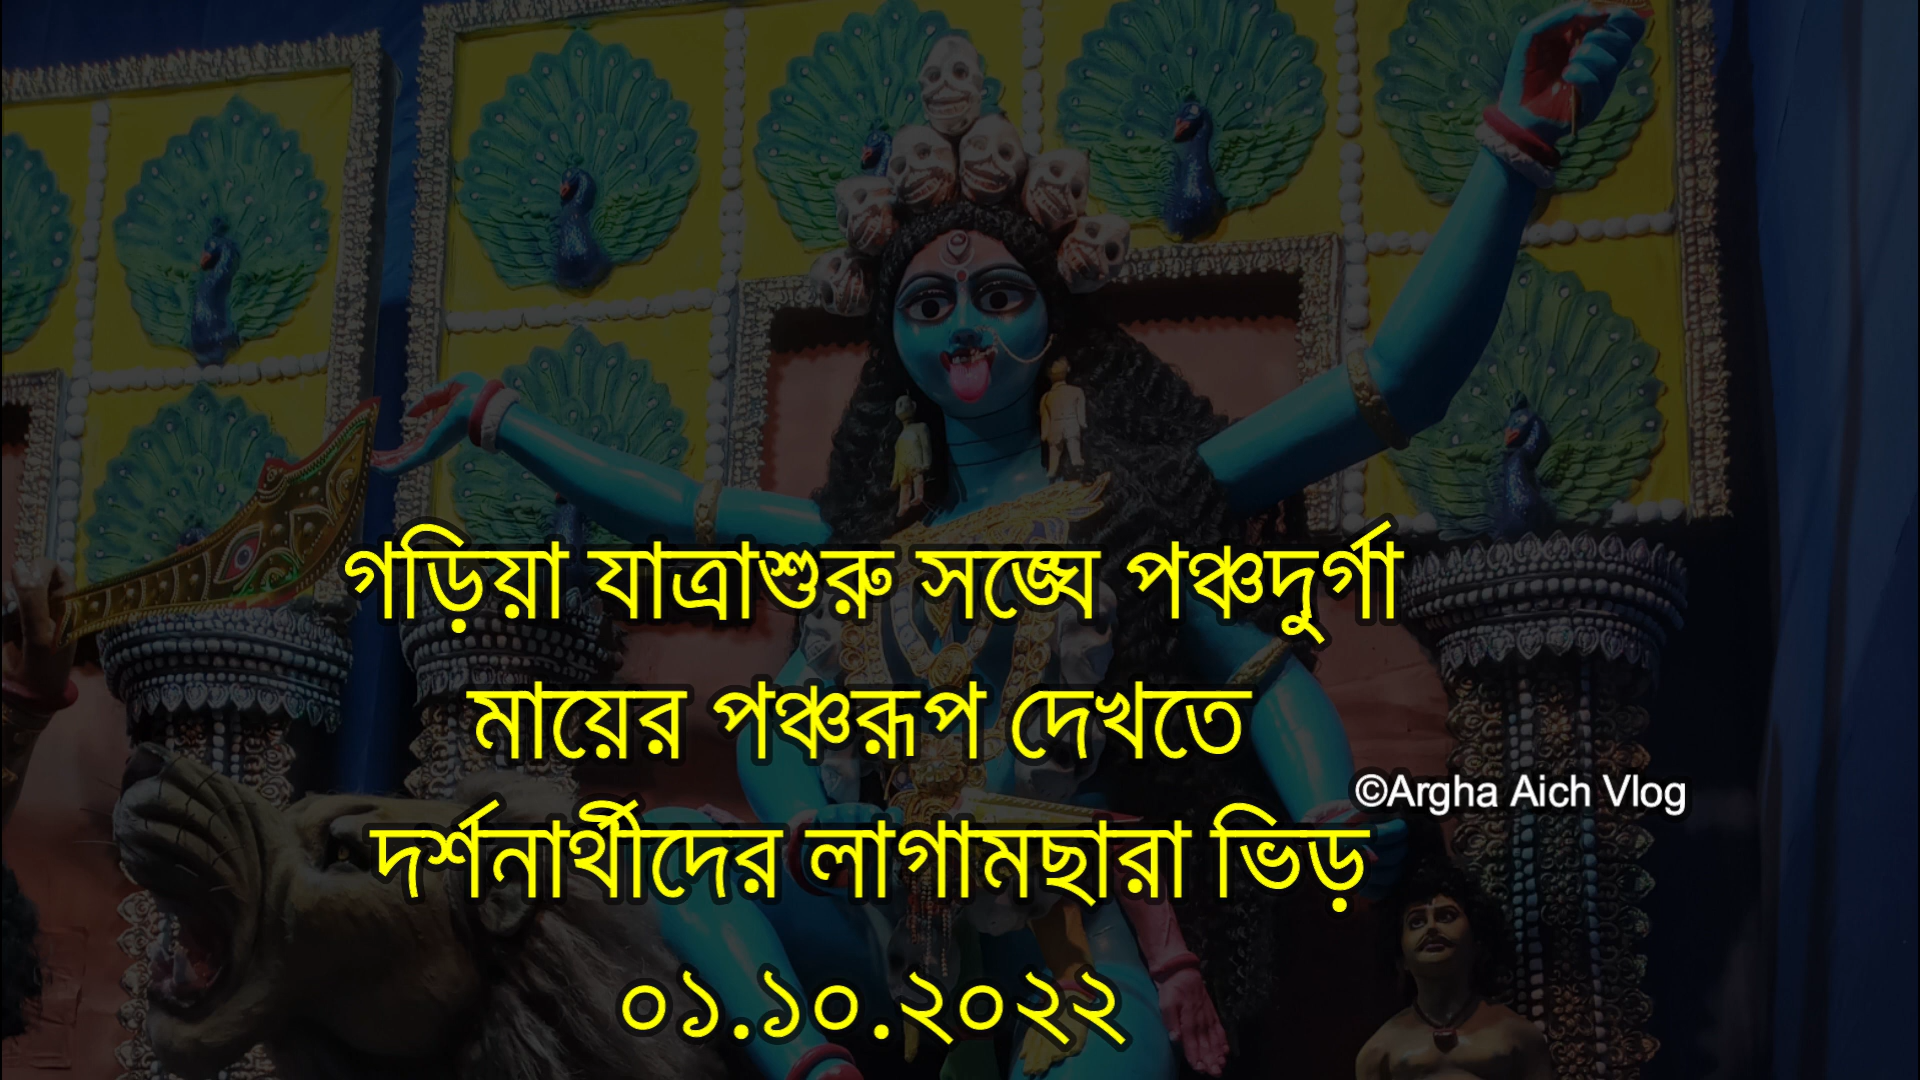 গড়িয়া যাত্রাশুরু সঙ্ঘে পঞ্চদুর্গা
মায়ের পঞ্চরূপ দেখতে
©Argha Aich Vlog
দর্শনার্থীদের লাগামছারা ভিড়
০১.১০.২০২২